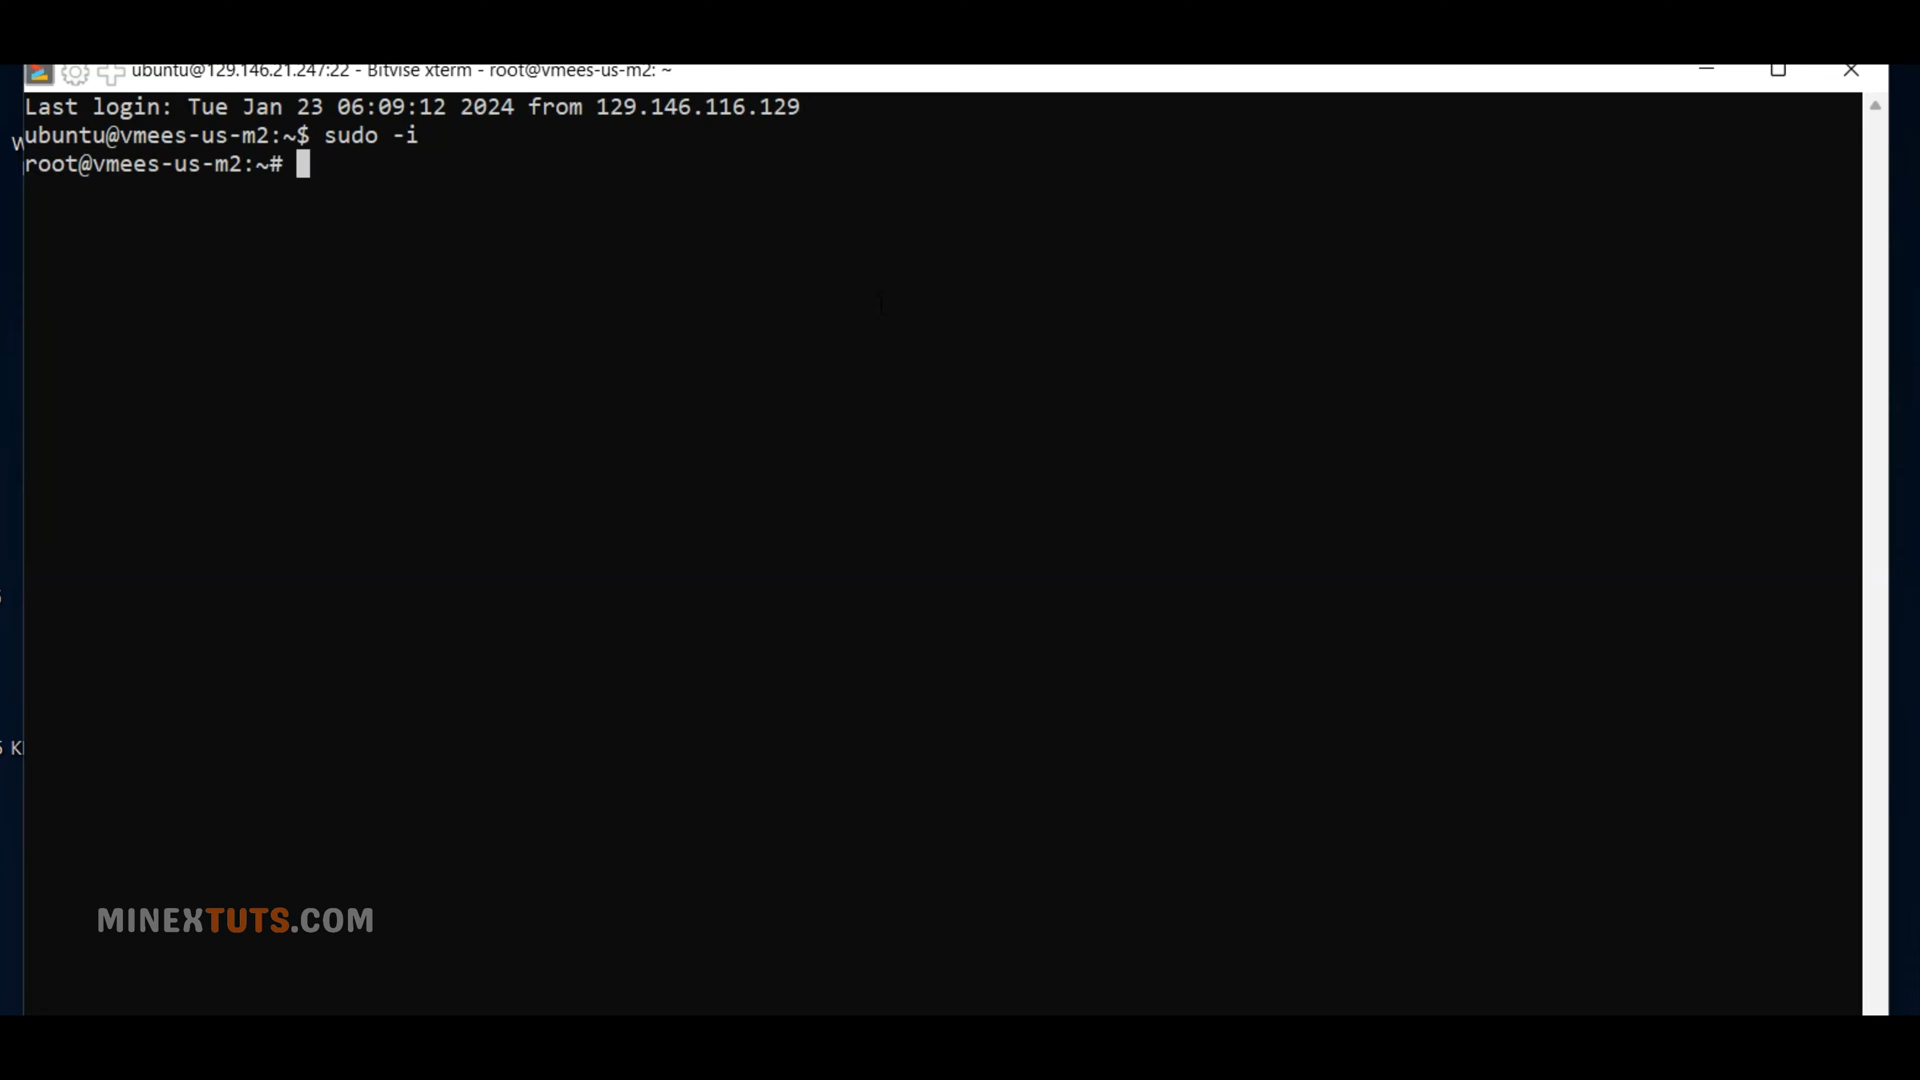 ubuntu@129.146.21.247:22 - Bitvise xterm - root@vmees-us-m2: ~
Last login: Tue Jan 23 06:09:12 2024 from 129.146.116.129
ubuntu@vmees-us-m2:~$ sudo -i
root@vmees-us-m2:~#
MINEXTUTS.COM